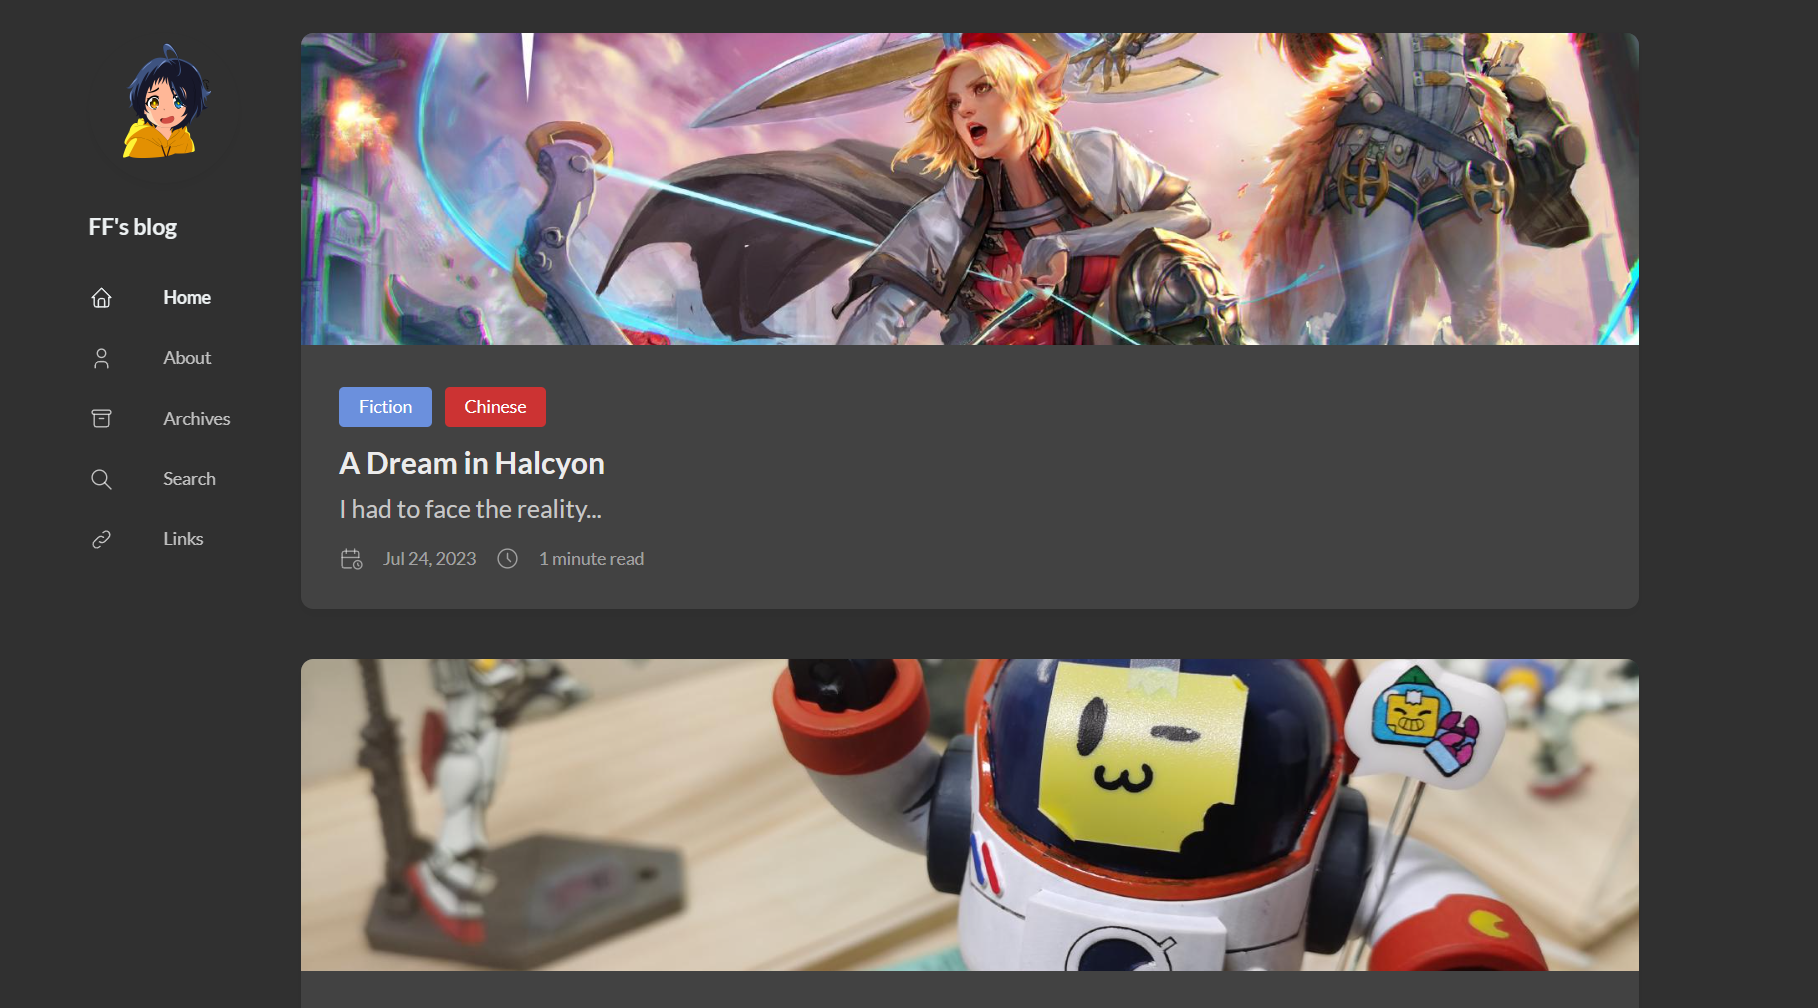 FF's blog
Home
About
Archives
Search
Links
Fiction
Chinese
A Dream in Halcyon
I had to face the reality...
Jul 24, 2023
1 minute read